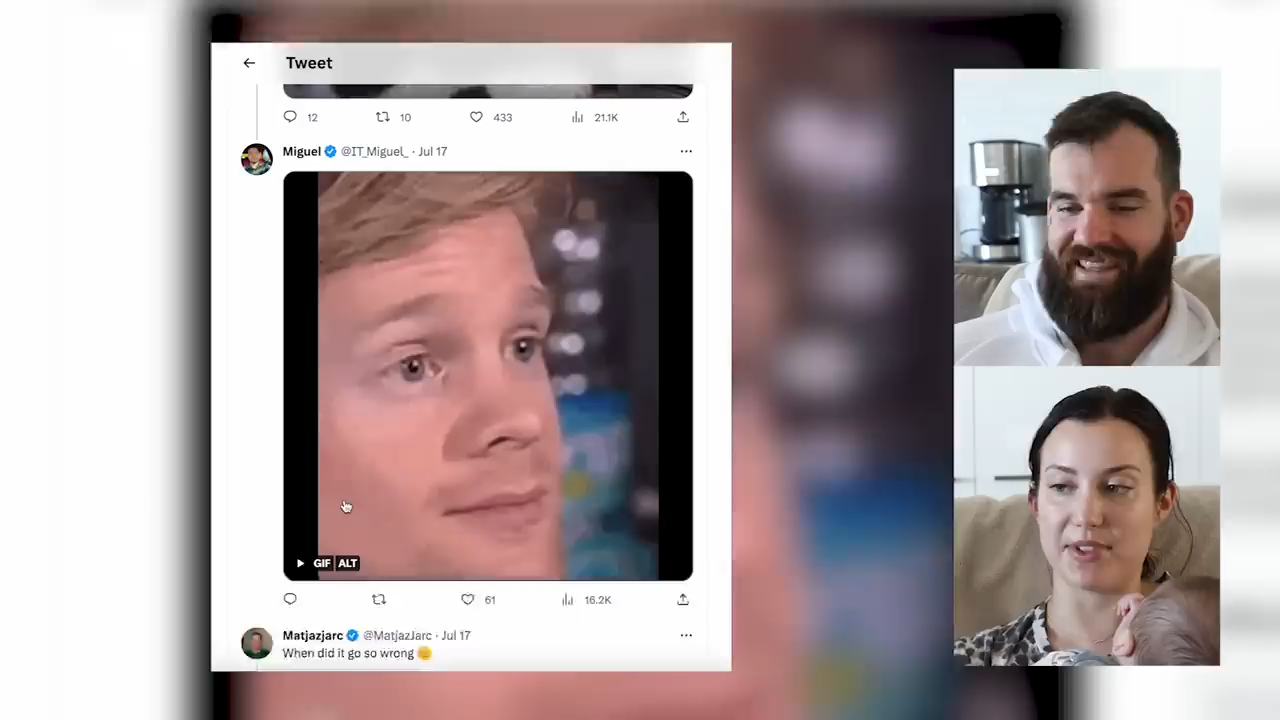 Tweet
12 10 433 21.1K
Miguel @IT_Miguel_ · Jul 17
GIF ALT
61 16.2K
Matjazjarc @MatjazJarc · Jul 17
When did it go so wrong